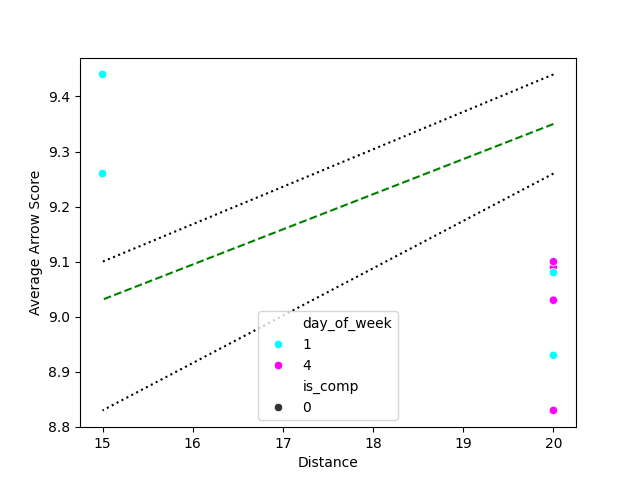 9.4
9.3
9.2
9.1
9.0
8.9
8.8
Average Arrow Score
day_of_week
1
4
is_comp
0
15 16 17 18 19 20
Distance